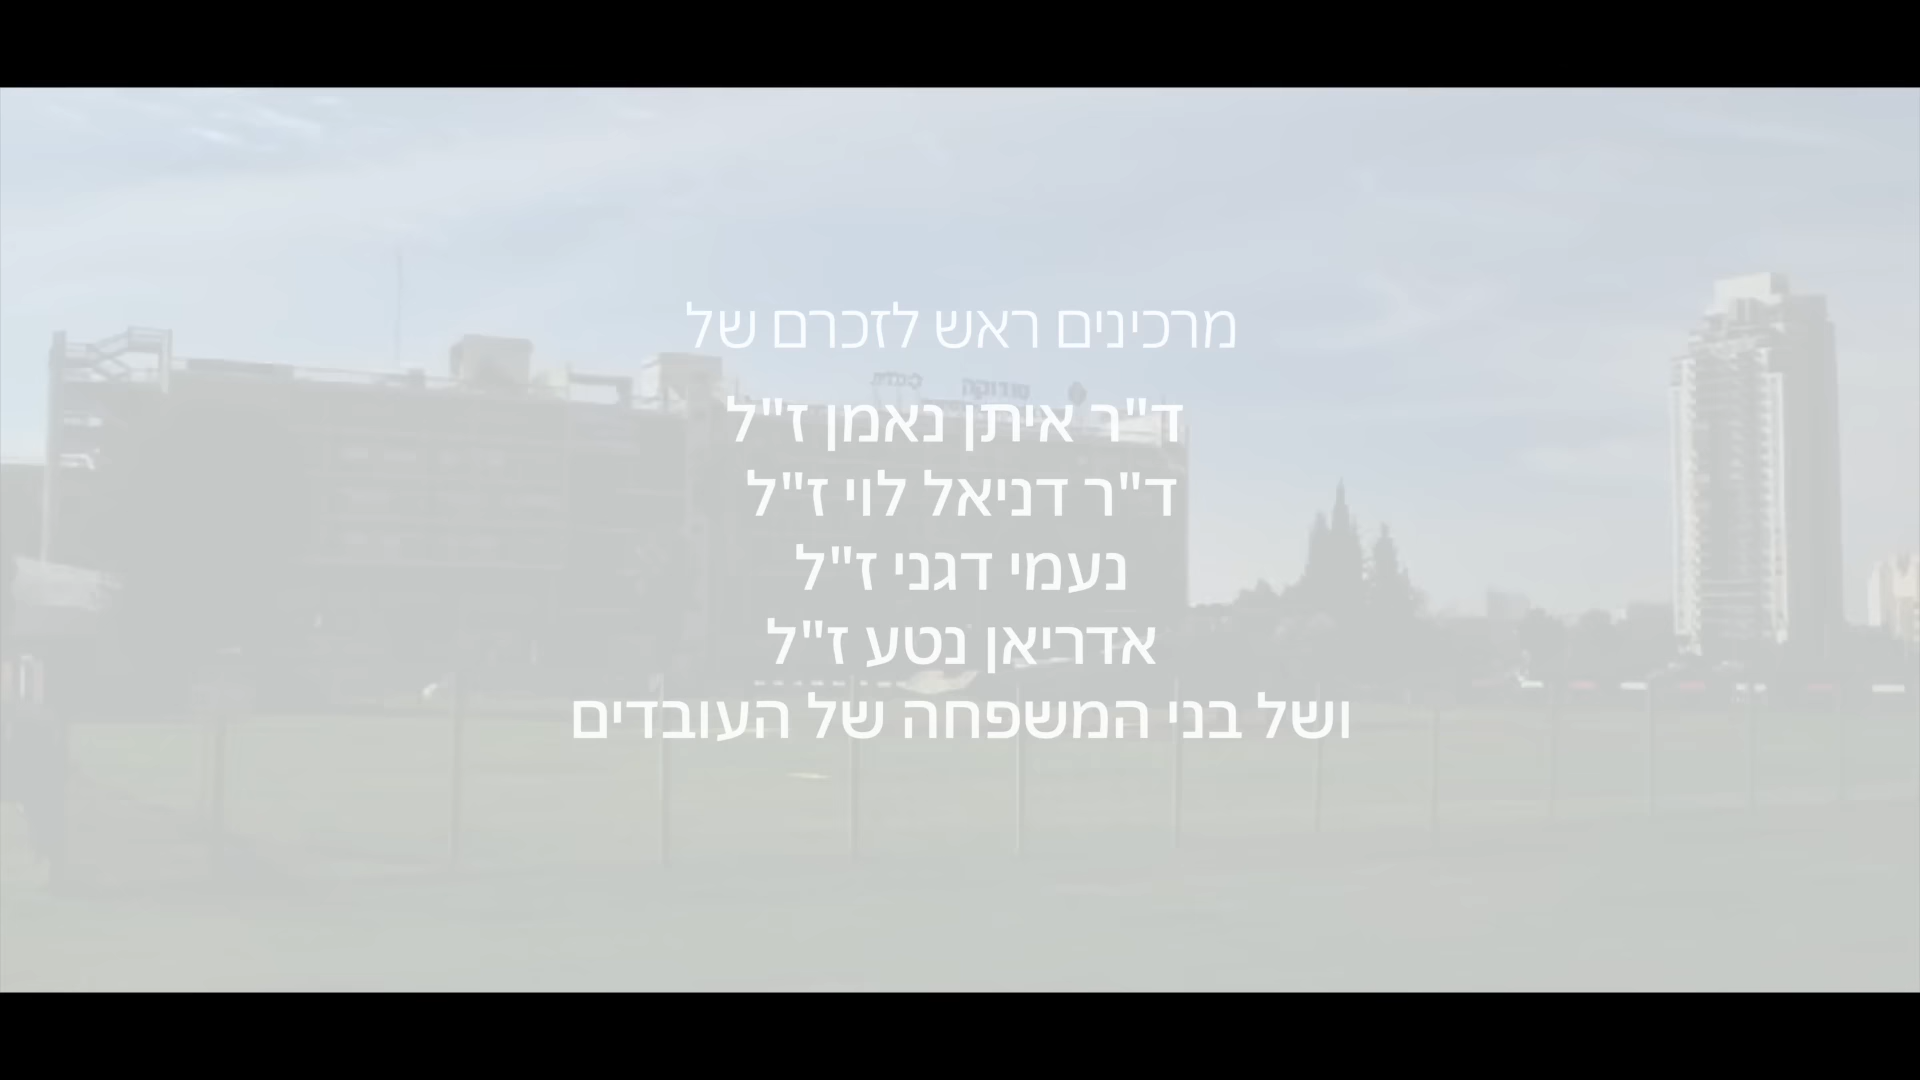 מרכינים ראש לזכרם של
ד"ר איתן נאמן ז"ל
ד"ר דניאל לוי ז"ל
נעמי דגני ז"ל
אדריאן נטע ז"ל
ושל בני המשפחה של העובדים